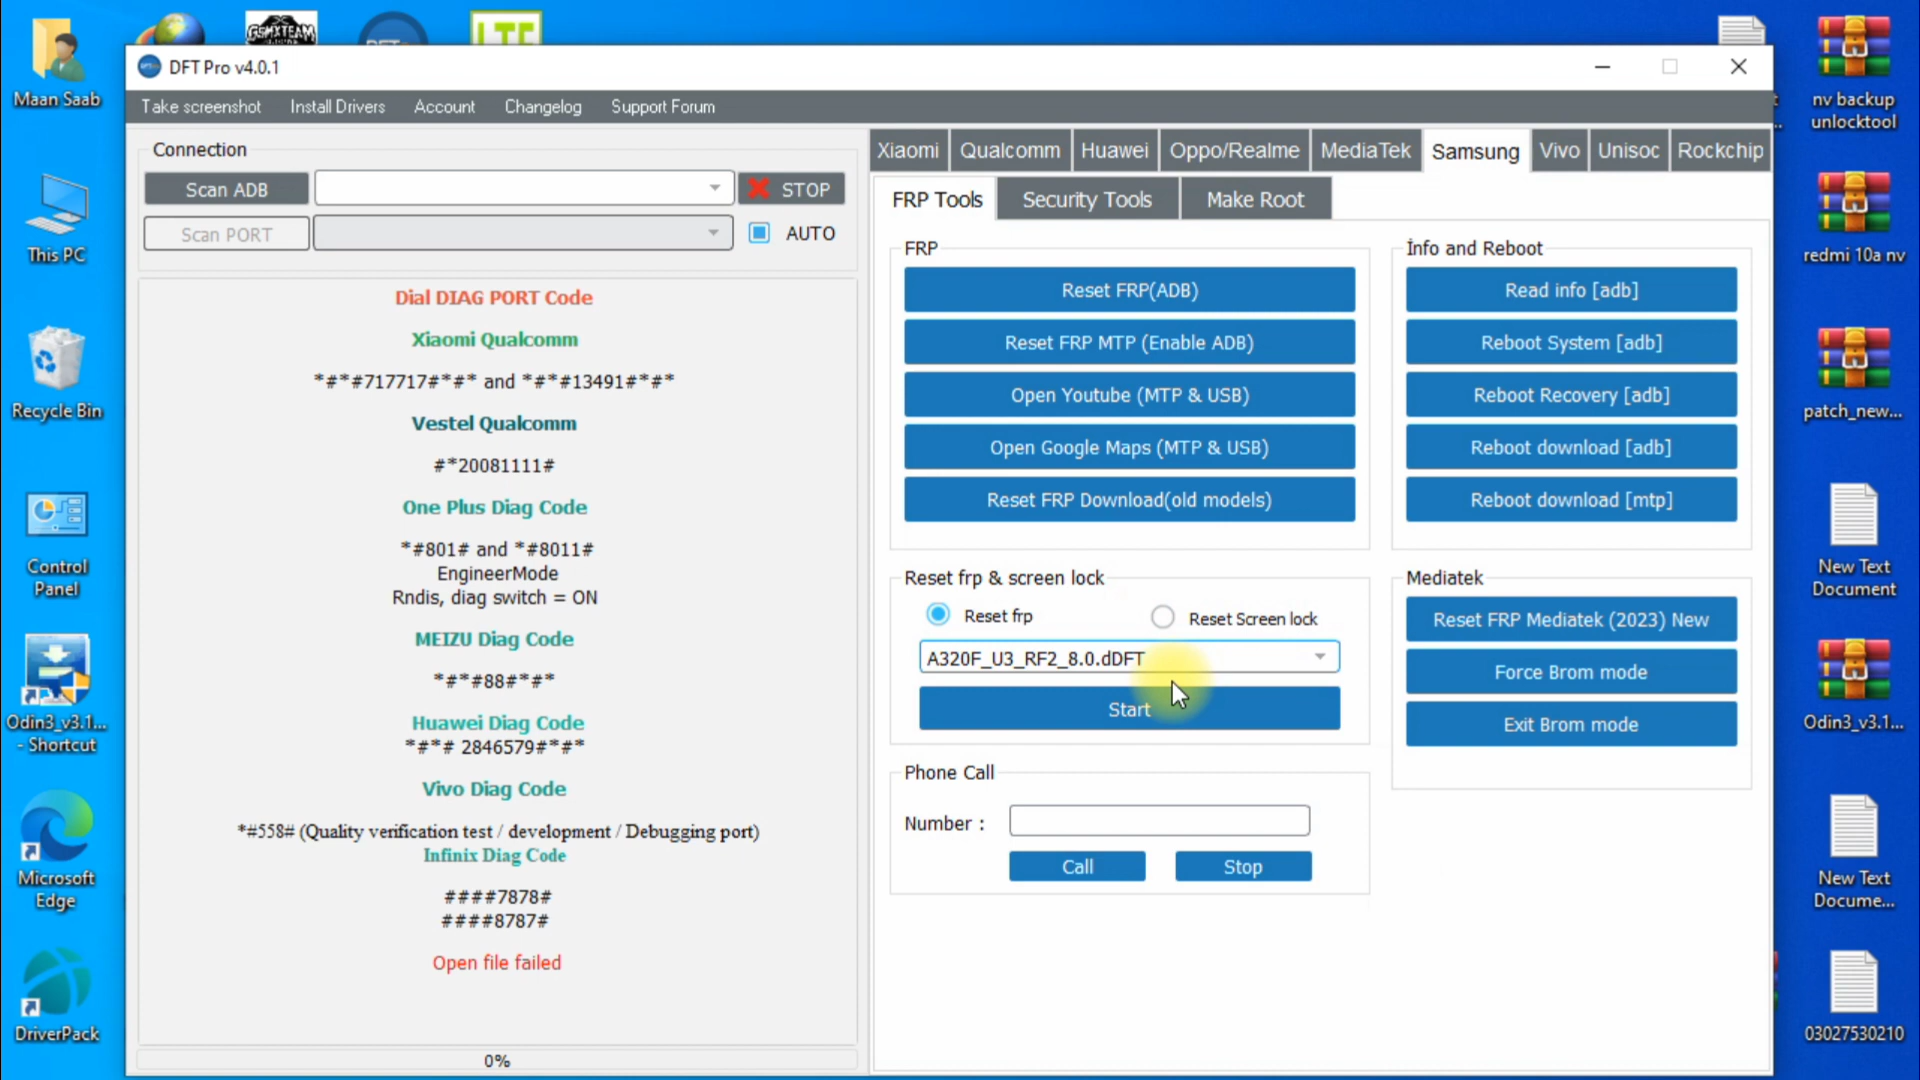 Maan Saab
This PC
Recycle Bin
Control
Panel
Odin3_v3.1...
- Shortcut
Microsoft
Edge
DriverPack
GSMXTEAM
LTE
DFT Pro v4.0.1
Take screenshot
Install Drivers
Account
Changelog
Support Forum
Connection
Scan ADB
STOP
Scan PORT
AUTO
Dial DIAG PORT Code
Xiaomi Qualcomm
*#*#717717#*#* and *#*#13491#*#*
Vestel Qualcomm
#*20081111#
One Plus Diag Code
*#801# and *#8011#
EngineerMode
Rndis, diag switch = ON
MEIZU Diag Code
*#*#88#*#*
Huawei Diag Code
*#*# 2846579#*#*
Vivo Diag Code
*#558# (Quality verification test / development / Debugging port)
Infinix Diag Code
####7878#
####8787#
Open file failed
0%
Xiaomi
Qualcomm
Huawei
Oppo/Realme
MediaTek
Samsung
Vivo
Unisoc
Rockchip
FRP Tools
Security Tools
Make Root
FRP
Reset FRP(ADB)
Reset FRP MTP (Enable ADB)
Open Youtube (MTP & USB)
Open Google Maps (MTP & USB)
Reset FRP Download(old models)
İnfo and Reboot
Read info [adb]
Reboot System [adb]
Reboot Recovery [adb]
Reboot download [adb]
Reboot download [mtp]
Reset frp & screen lock
Reset frp
Reset Screen lock
A320F_U3_RF2_8.0.dDFT
Start
Mediatek
Reset FRP Mediatek (2023) New
Force Brom mode
Exit Brom mode
Phone Call
Number :
Call
Stop
nv backup
unlocktool
redmi 10a nv
patch_new...
New Text
Document
Odin3_v3.1...
New Text
Docume...
03027530210